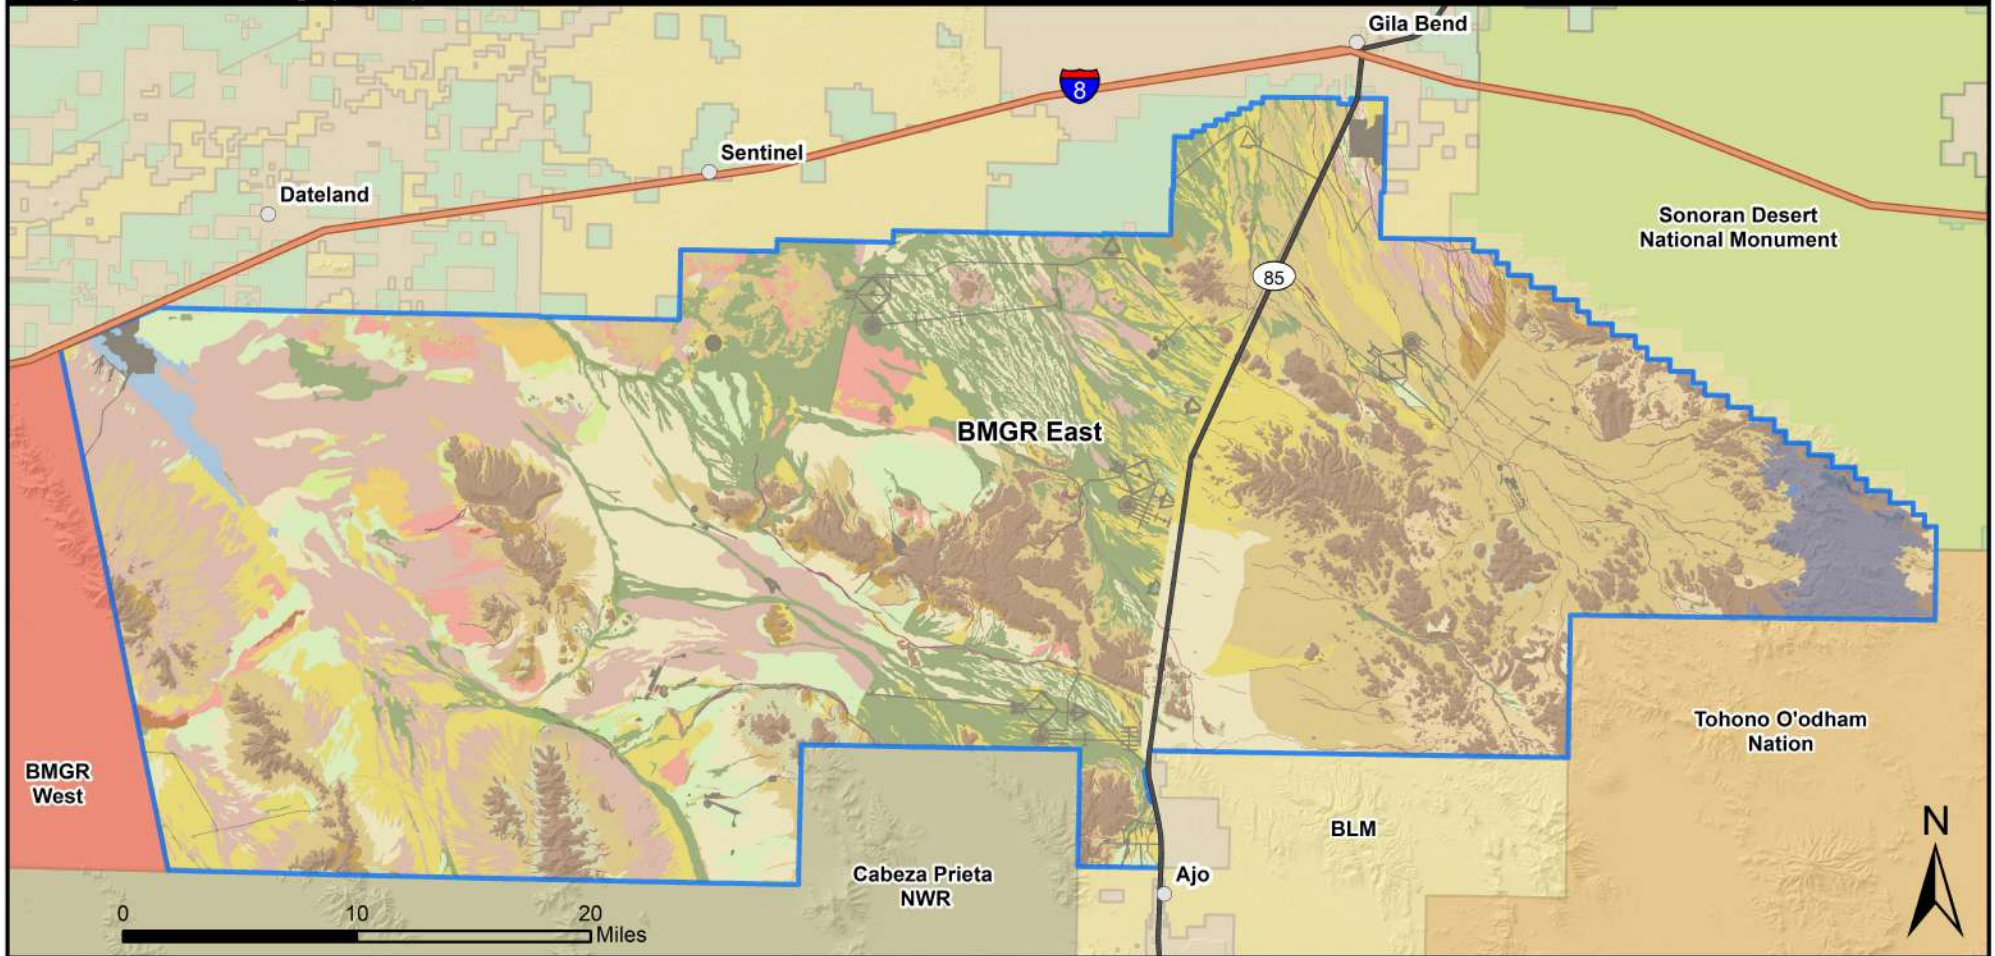 Gila Bend
8
Sentinel
Dateland
Sonoran Desert
National Monument
85
BMGR East
Tohono O'odham
Nation
BMGR
West
BLM
N
Cabeza Prieta
NWR
Ajo
0 10 20
Miles